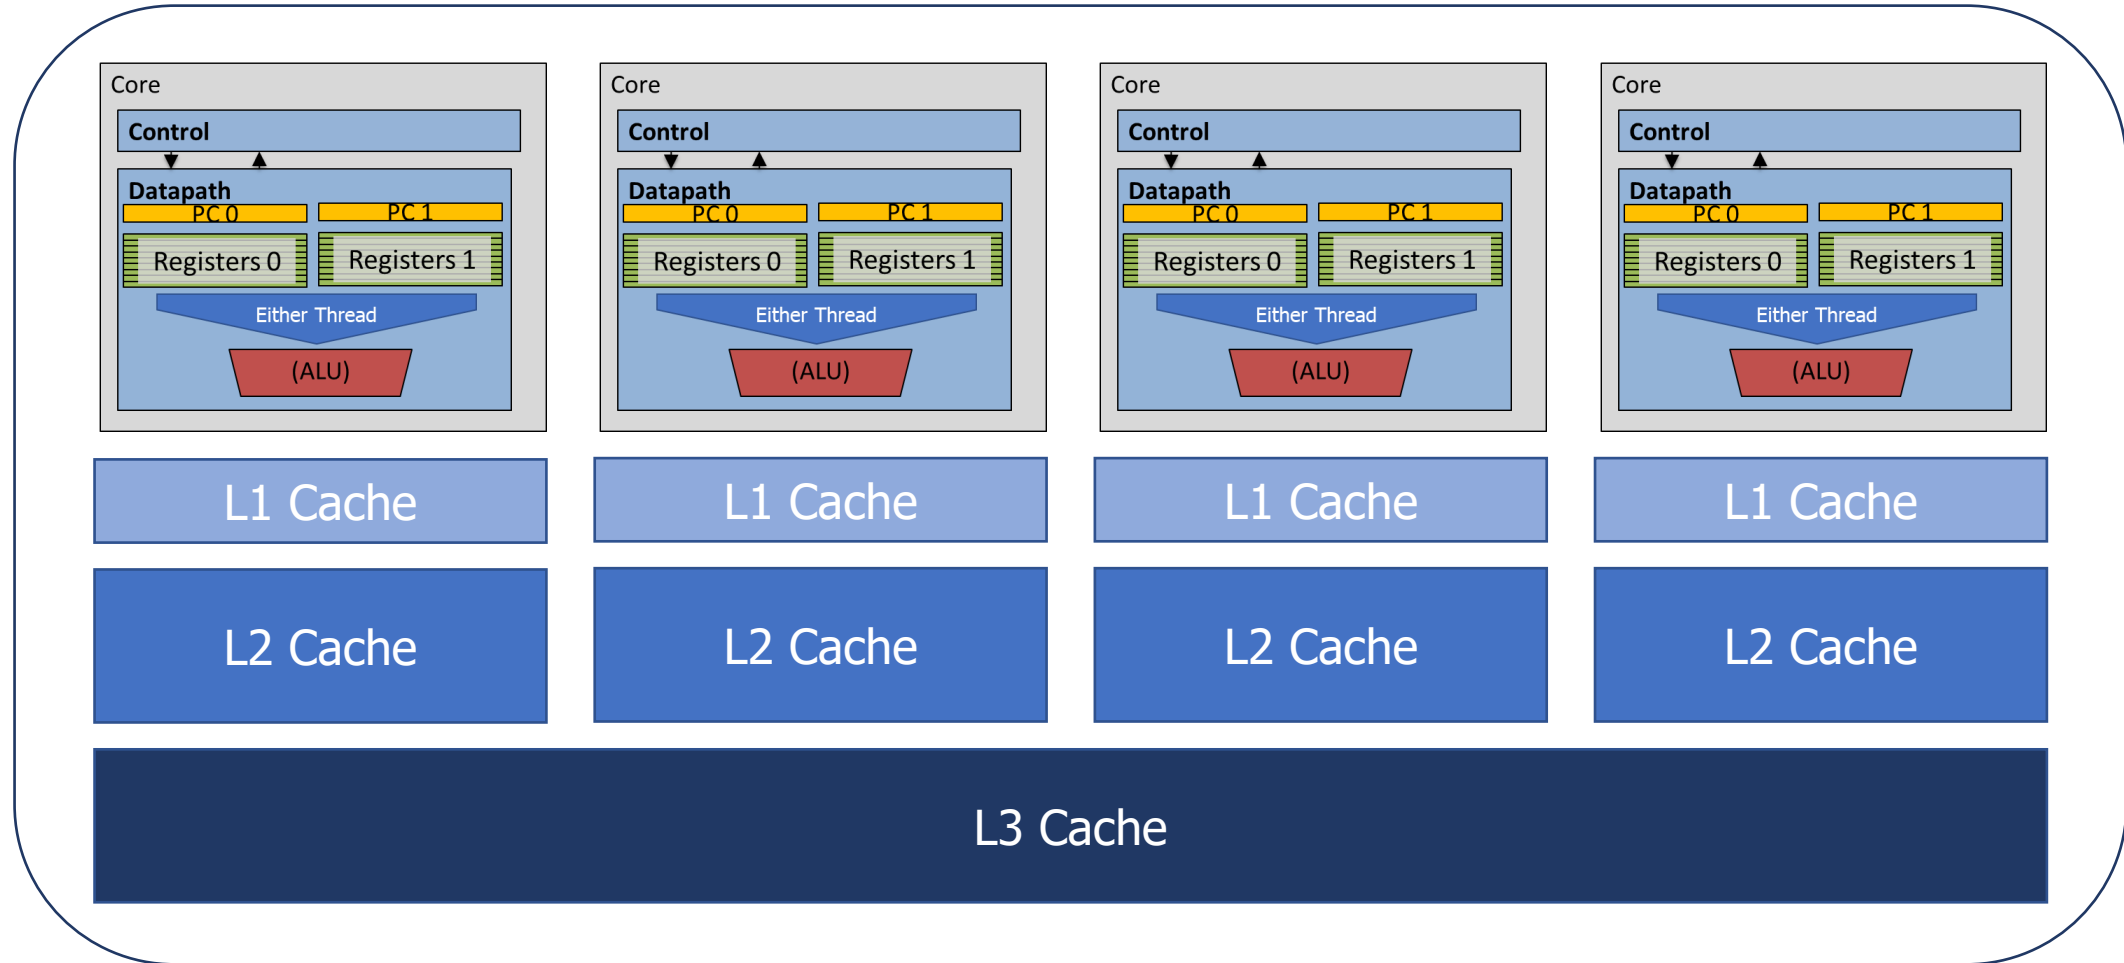 Core
Control
Datapath
PC 0 PC 1
Registers 0 Registers 1
Either Thread
(ALU)
Core
Control
Datapath
PC 0 PC 1
Registers 0 Registers 1
Either Thread
(ALU)
Core
Control
Datapath
PC 0 PC 1
Registers 0 Registers 1
Either Thread
(ALU)
Core
Control
Datapath
PC 0 PC 1
Registers 0 Registers 1
Either Thread
(ALU)
L1 Cache L1 Cache L1 Cache L1 Cache
L2 Cache L2 Cache L2 Cache L2 Cache
L3 Cache